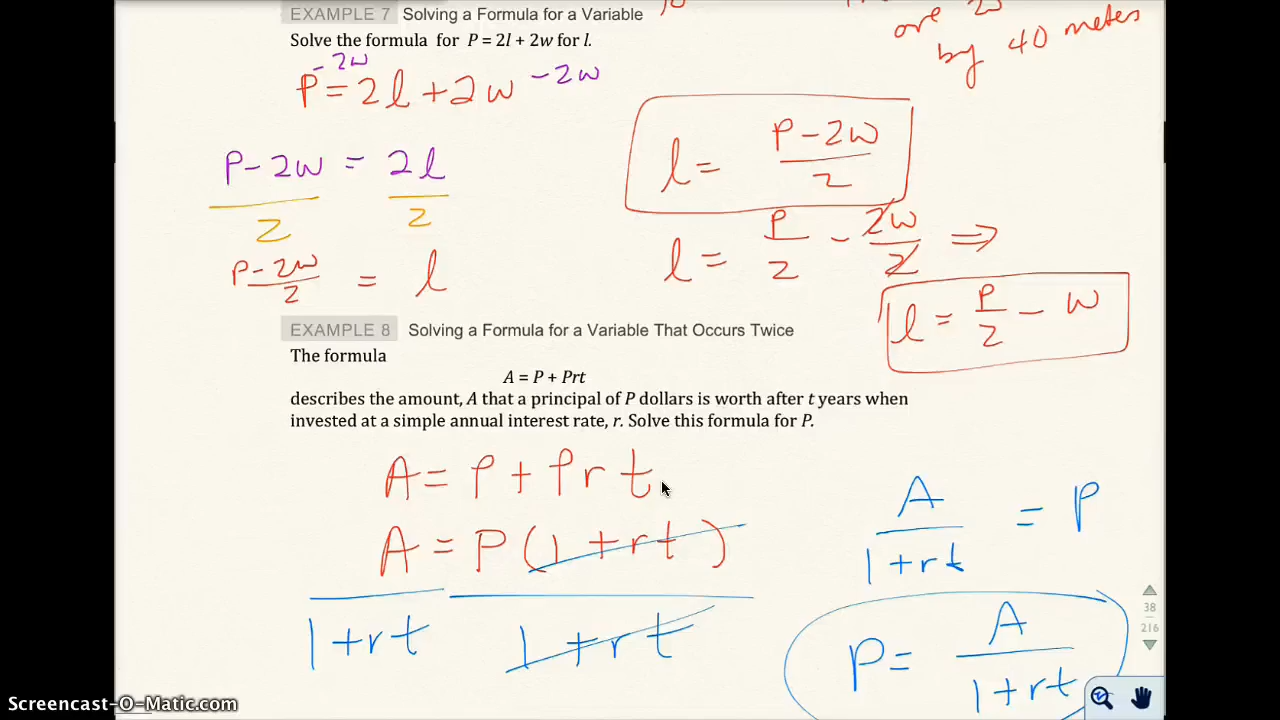 are
by 40 meters
EXAMPLE 7 Solving a Formula for a Variable
Solve the formula for P = 2l + 2w for l.
-2w
P = 2l + 2w -2w
P - 2w = 2l
2 2
P-2w/2 = l
l = P - 2w/2
l = P/2 - 2w/2 ⇒
l = P/2 - w
EXAMPLE 8 Solving a Formula for a Variable That Occurs Twice
The formula
A = P + Prt
describes the amount, A that a principal of P dollars is worth after t years when
invested at a simple annual interest rate, r. Solve this formula for P.
A = P + Prt
A = P(1 + rt)
1 + rt 1 + rt
A/1 + rt = P
P = A/1 + rt
38
216
Screencast-O-Matic.com